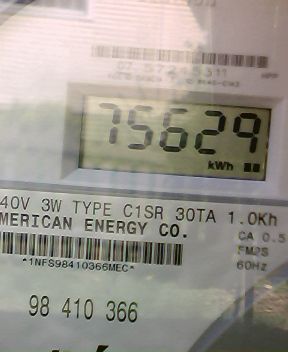 75629
kWh
40V 3W TYPE C1SR 30TA 1.0Kh
MERICAN ENERGY CO.
CA 0.5
FM2S
60Hz
*1NFS98410366MEC*
98 410 366